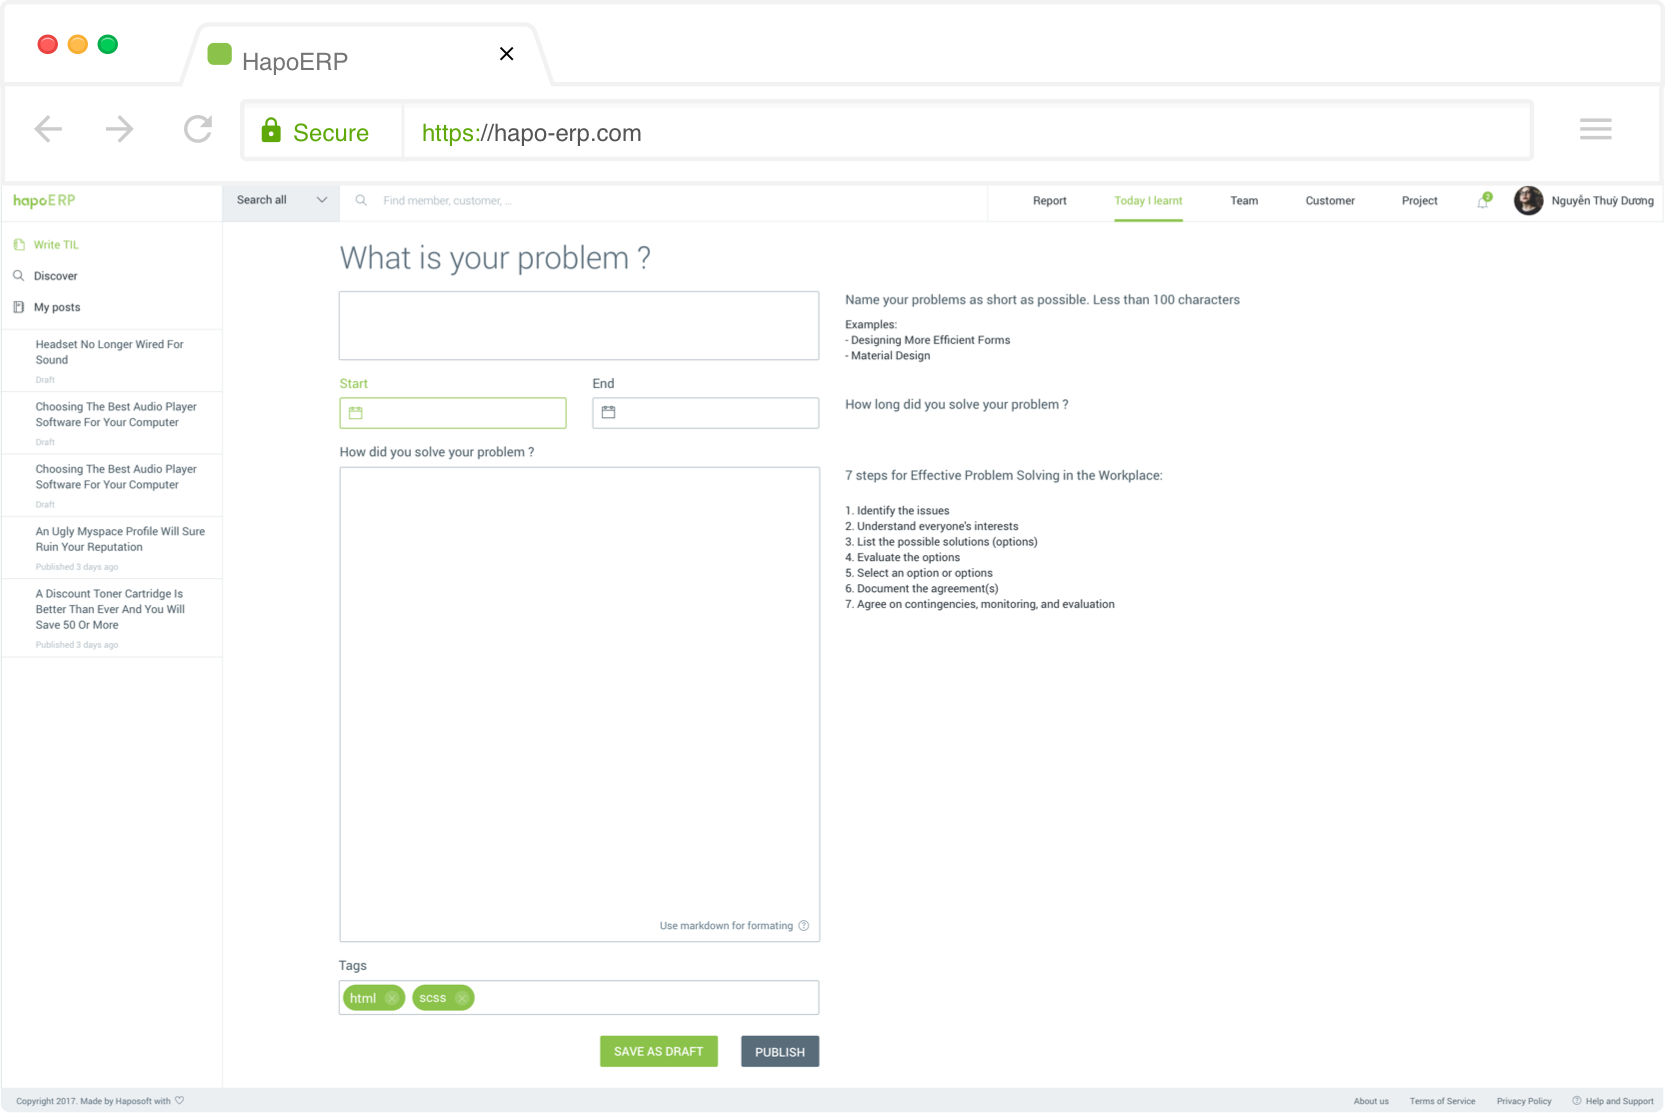 HapoERP
Secure
https://hapo-erp.com
hapoERP
Search all
Find member, customer, ...
Report
Today I learnt
Team
Customer
Project
2
Nguyễn Thuỳ Dương
Write TIL
Discover
My posts
Headset No Longer Wired For
Sound
Draft
Choosing The Best Audio Player
Software For Your Computer
Draft
Choosing The Best Audio Player
Software For Your Computer
Draft
An Ugly Myspace Profile Will Sure
Ruin Your Reputation
Published 3 days ago
A Discount Toner Cartridge Is
Better Than Ever And You Will
Save 50 Or More
Published 3 days ago
What is your problem ?
Name your problems as short as possible. Less than 100 characters
Examples:
- Designing More Efficient Forms
- Material Design
Start
End
How long did you solve your problem ?
How did you solve your problem ?
7 steps for Effective Problem Solving in the Workplace:
1. Identify the issues
2. Understand everyone's interests
3. List the possible solutions (options)
4. Evaluate the options
5. Select an option or options
6. Document the agreement(s)
7. Agree on contingencies, monitoring, and evaluation
Use markdown for formating
Tags
html
scss
SAVE AS DRAFT
PUBLISH
Copyright 2017. Made by Haposoft with ♡
About us
Terms of Service
Privacy Policy
Help and Support